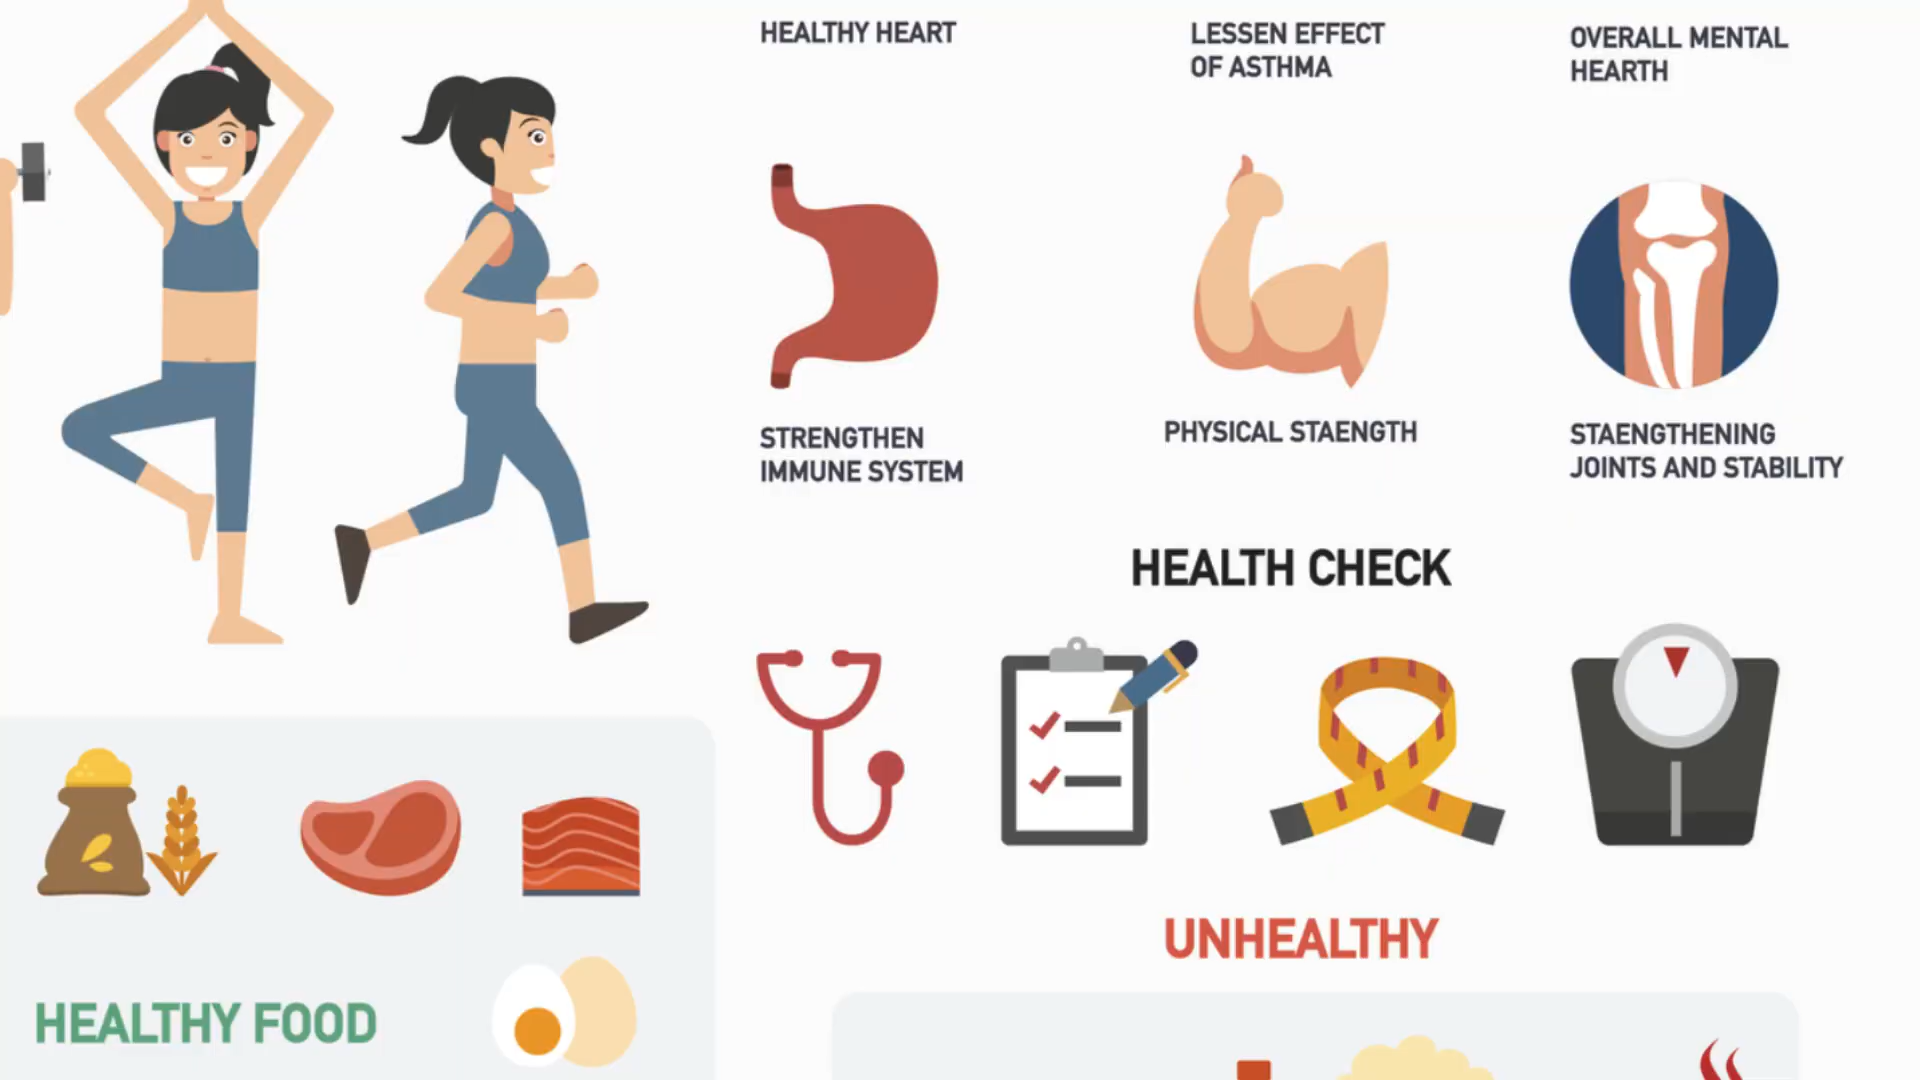 HEALTHY HEART
LESSEN EFFECT
OF ASTHMA
OVERALL MENTAL
HEARTH
STRENGTHEN
IMMUNE SYSTEM
PHYSICAL STAENGTH
STAENGTHENING
JOINTS AND STABILITY
HEALTH CHECK
UNHEALTHY
HEALTHY FOOD